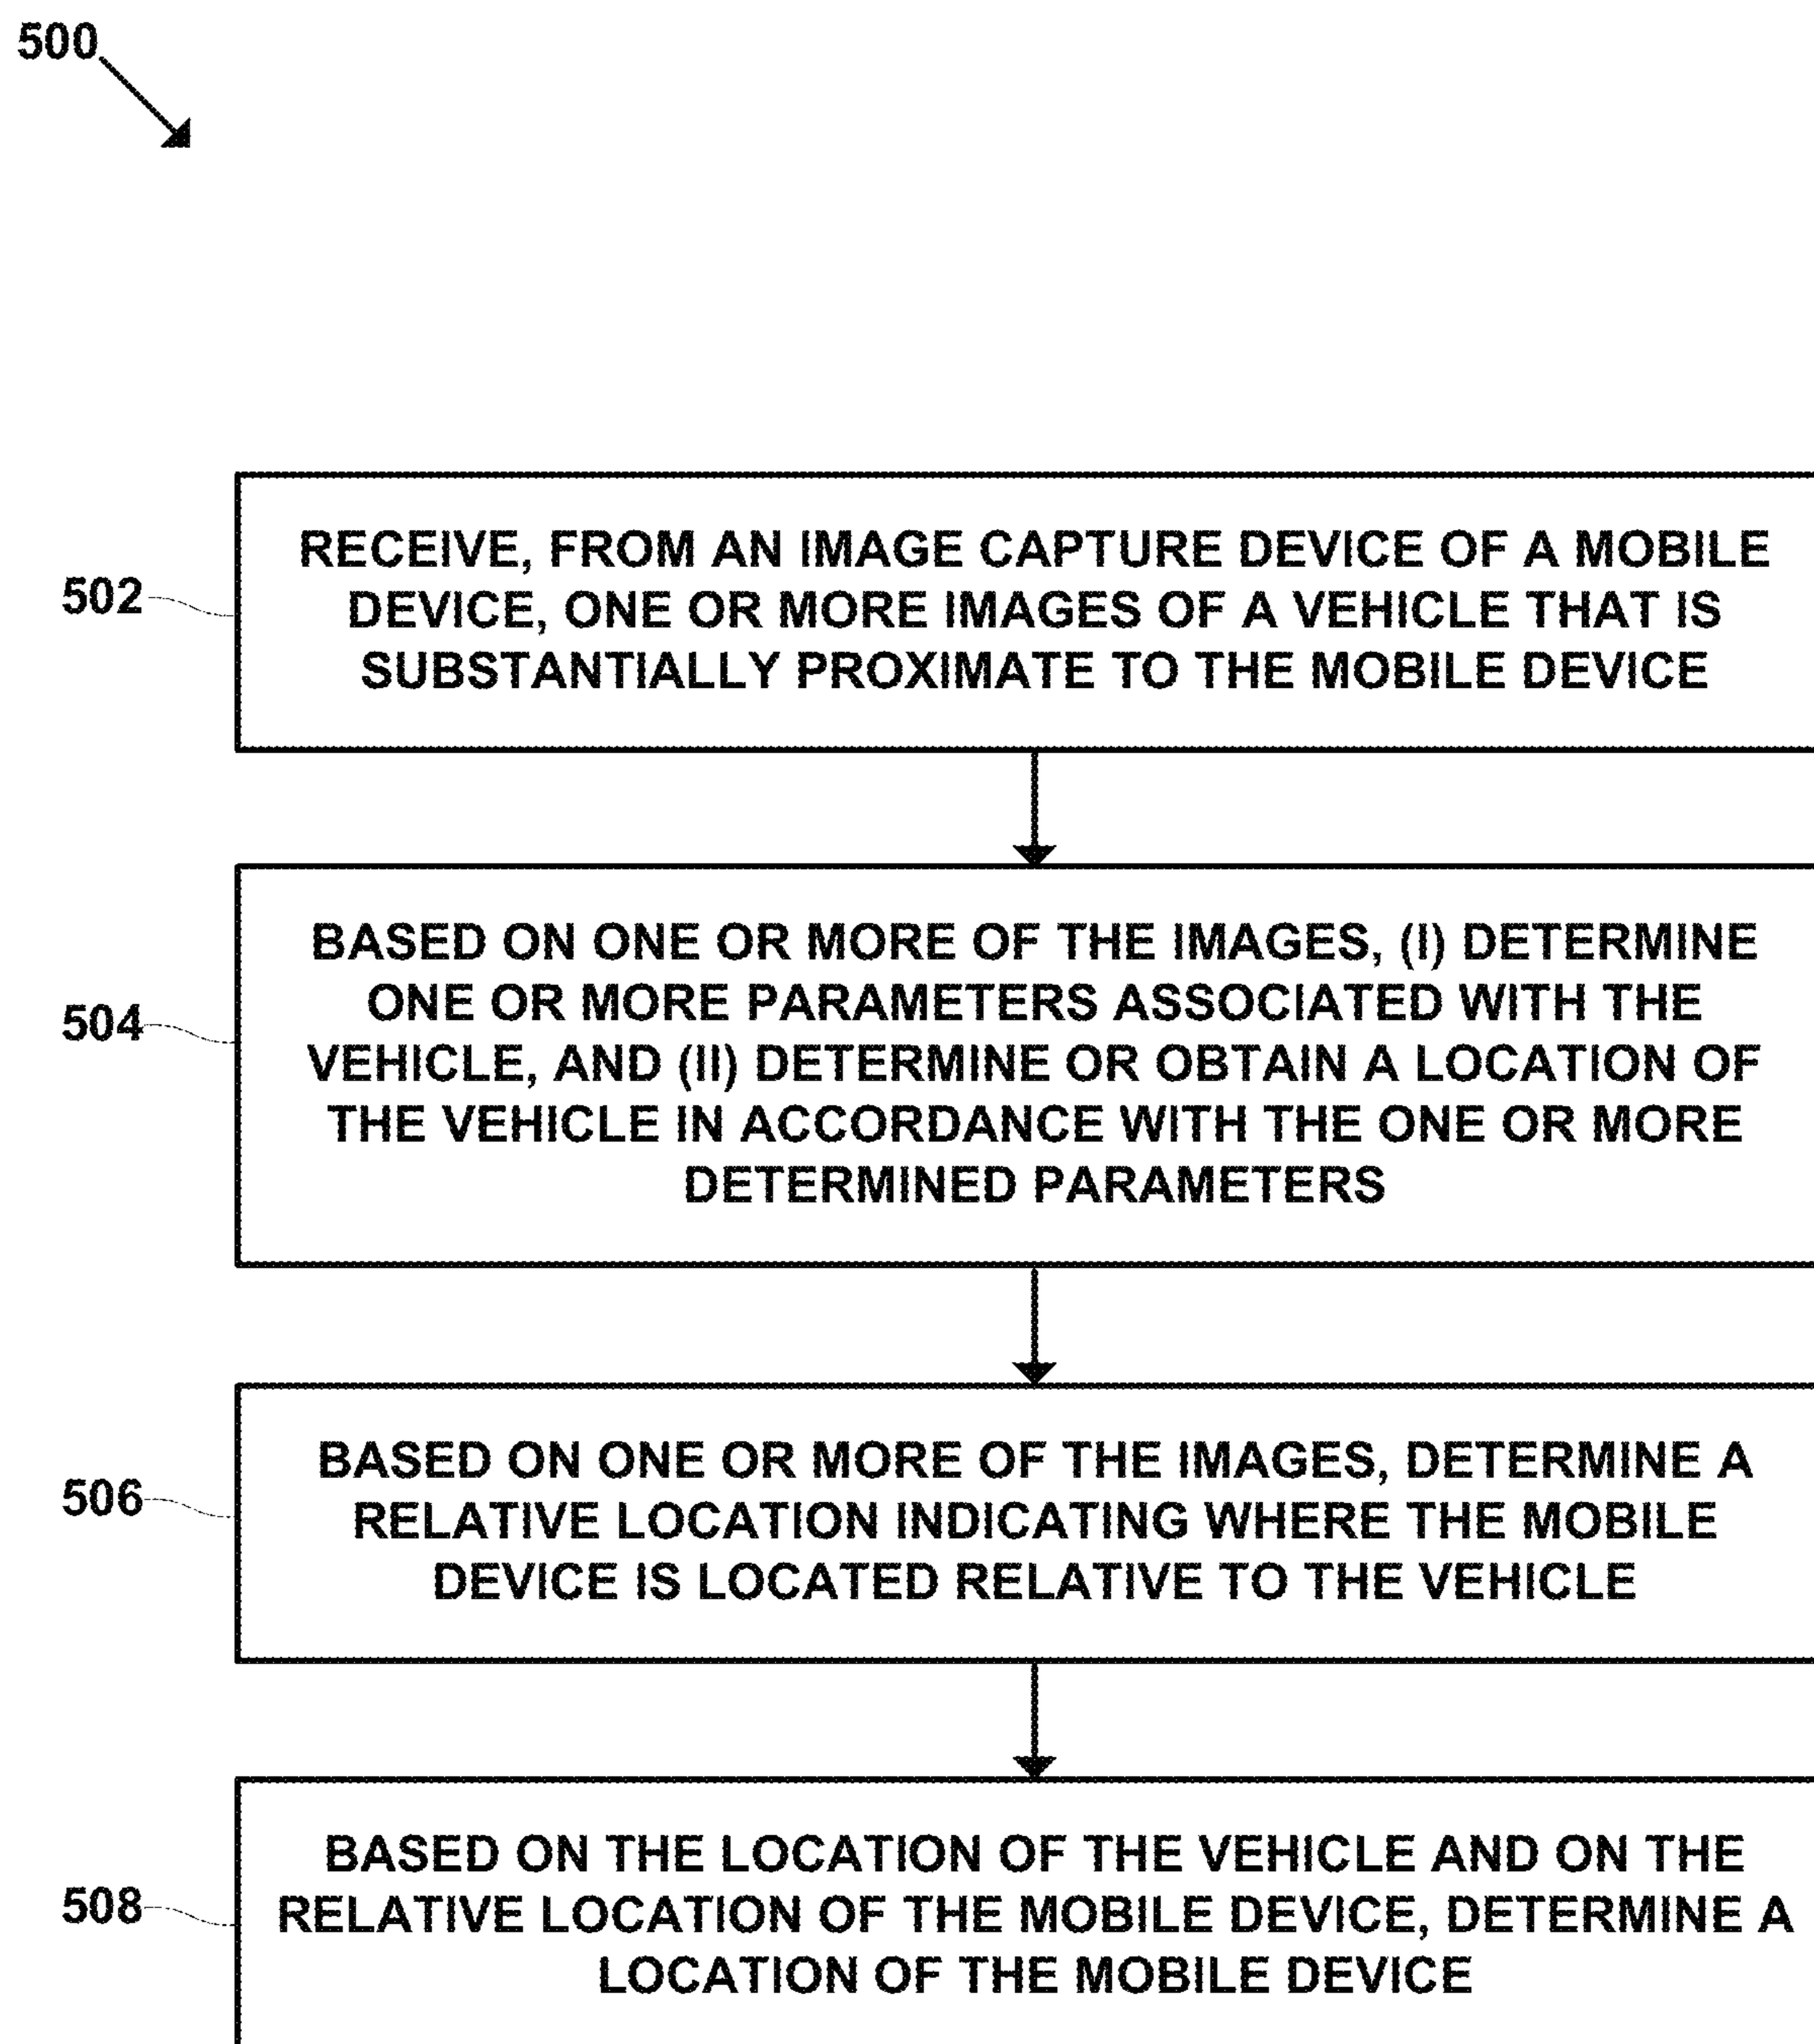 500
502
RECEIVE, FROM AN IMAGE CAPTURE DEVICE OF A MOBILE
DEVICE, ONE OR MORE IMAGES OF A VEHICLE THAT IS
SUBSTANTIALLY PROXIMATE TO THE MOBILE DEVICE
504
BASED ON ONE OR MORE OF THE IMAGES, (I) DETERMINE
ONE OR MORE PARAMETERS ASSOCIATED WITH THE
VEHICLE, AND (II) DETERMINE OR OBTAIN A LOCATION OF
THE VEHICLE IN ACCORDANCE WITH THE ONE OR MORE
DETERMINED PARAMETERS
506
BASED ON ONE OR MORE OF THE IMAGES, DETERMINE A
RELATIVE LOCATION INDICATING WHERE THE MOBILE
DEVICE IS LOCATED RELATIVE TO THE VEHICLE
508
BASED ON THE LOCATION OF THE VEHICLE AND ON THE
RELATIVE LOCATION OF THE MOBILE DEVICE, DETERMINE A
LOCATION OF THE MOBILE DEVICE